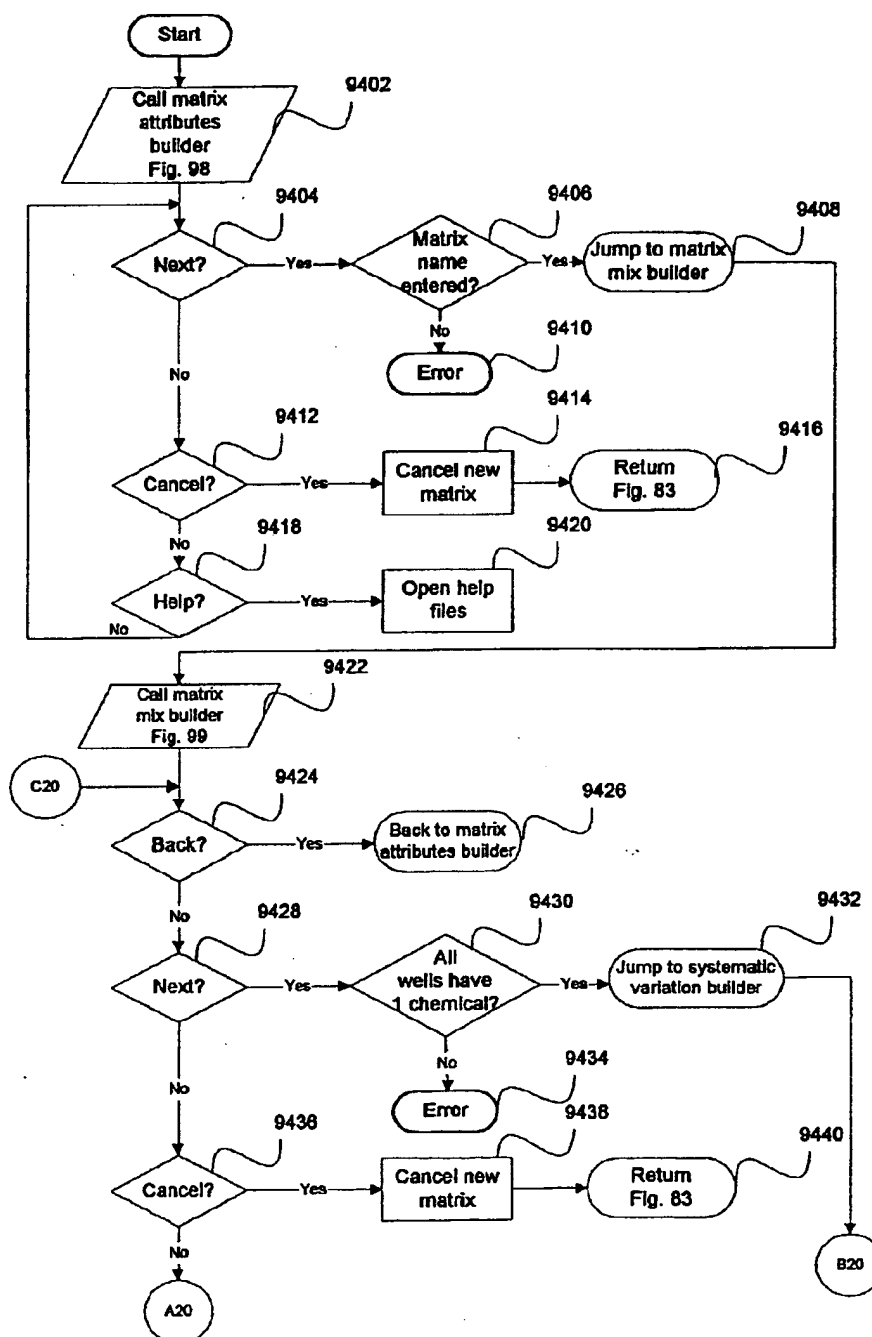 Start
Call matrix
attributes
builder
Fig. 98
9402
9404
Next?
Yes
9406
Matrix
name
entered?
Yes
9408
Jump to matrix
mix builder
No
9410
Error
No
9412
Cancel?
Yes
9414
Cancel new
matrix
9416
Return
Fig. 83
No
9418
Help?
Yes
9420
Open help
files
No
9422
Call matrix
mix builder
Fig. 99
C20
9424
Back?
Yes
9426
Back to matrix
attributes builder
No
9428
Next?
Yes
9430
All
wells have
1 chemical?
Yes
9432
Jump to systematic
variation builder
No
9434
Error
No
9436
Cancel?
Yes
9438
Cancel new
matrix
9440
Return
Fig. 83
No
A20
B20